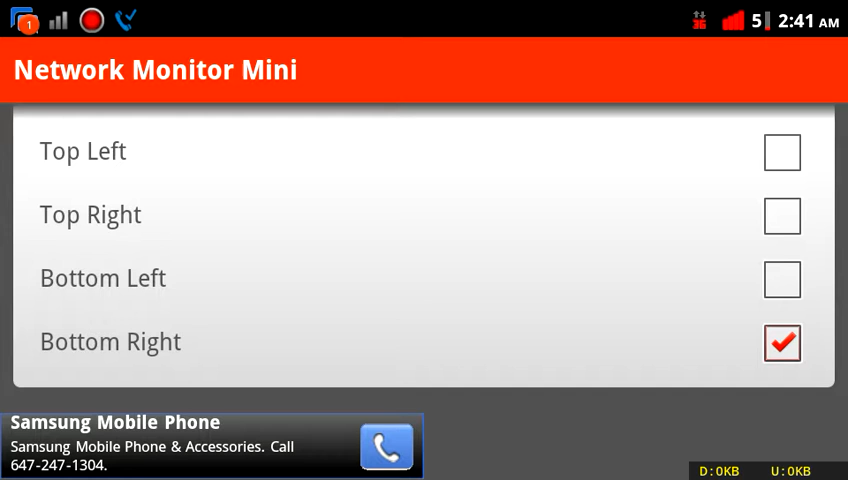 1 3G 5 2:41 AM
Network Monitor Mini
Top Left
Top Right
Bottom Left
Bottom Right
Samsung Mobile Phone
Samsung Mobile Phone & Accessories. Call
647-247-1304.
D:0KB U:0KB